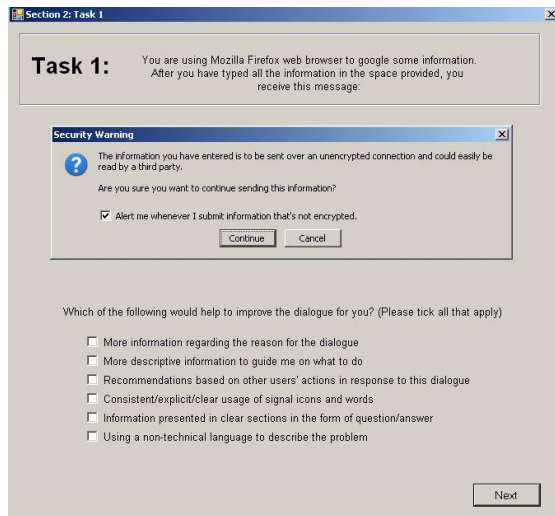 Section 2: Task 1
Task 1:
You are using Mozilla Firefox web browser to google some information.
After you have typed all the information in the space provided, you
receive this message:
Security Warning
The information you have entered is to be sent over an unencrypted connection and could easily be
read by a third party.
Are you sure you want to continue sending this information?
Alert me whenever I submit information that's not encrypted.
Continue
Cancel
Which of the following would help to improve the dialogue for you? (Please tick all that apply)
More information regarding the reason for the dialogue
More descriptive information to guide me on what to do
Recommendations based on other users' actions in response to this dialogue
Consistent/explicit/clear usage of signal icons and words
Information presented in clear sections in the form of question/answer
Using a non-technical language to describe the problem
Next